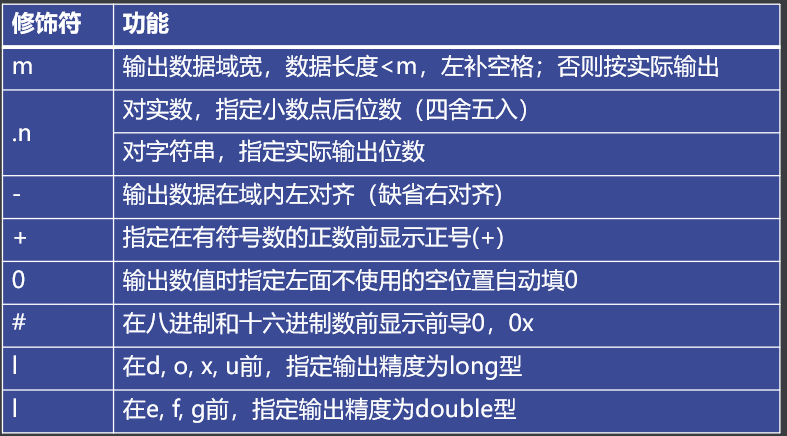 修饰符 功能
m 输出数据域宽，数据长度<m，左补空格；否则按实际输出
.n 对实数，指定小数点后位数（四舍五入）
对字符串，指定实际输出位数
- 输出数据在域内左对齐（缺省右对齐)
+ 指定在有符号数的正数前显示正号(+)
0 输出数值时指定左面不使用的空位置自动填0
# 在八进制和十六进制数前显示前导0，0x
l 在d, o, x, u前，指定输出精度为long型
l 在e, f, g前，指定输出精度为double型